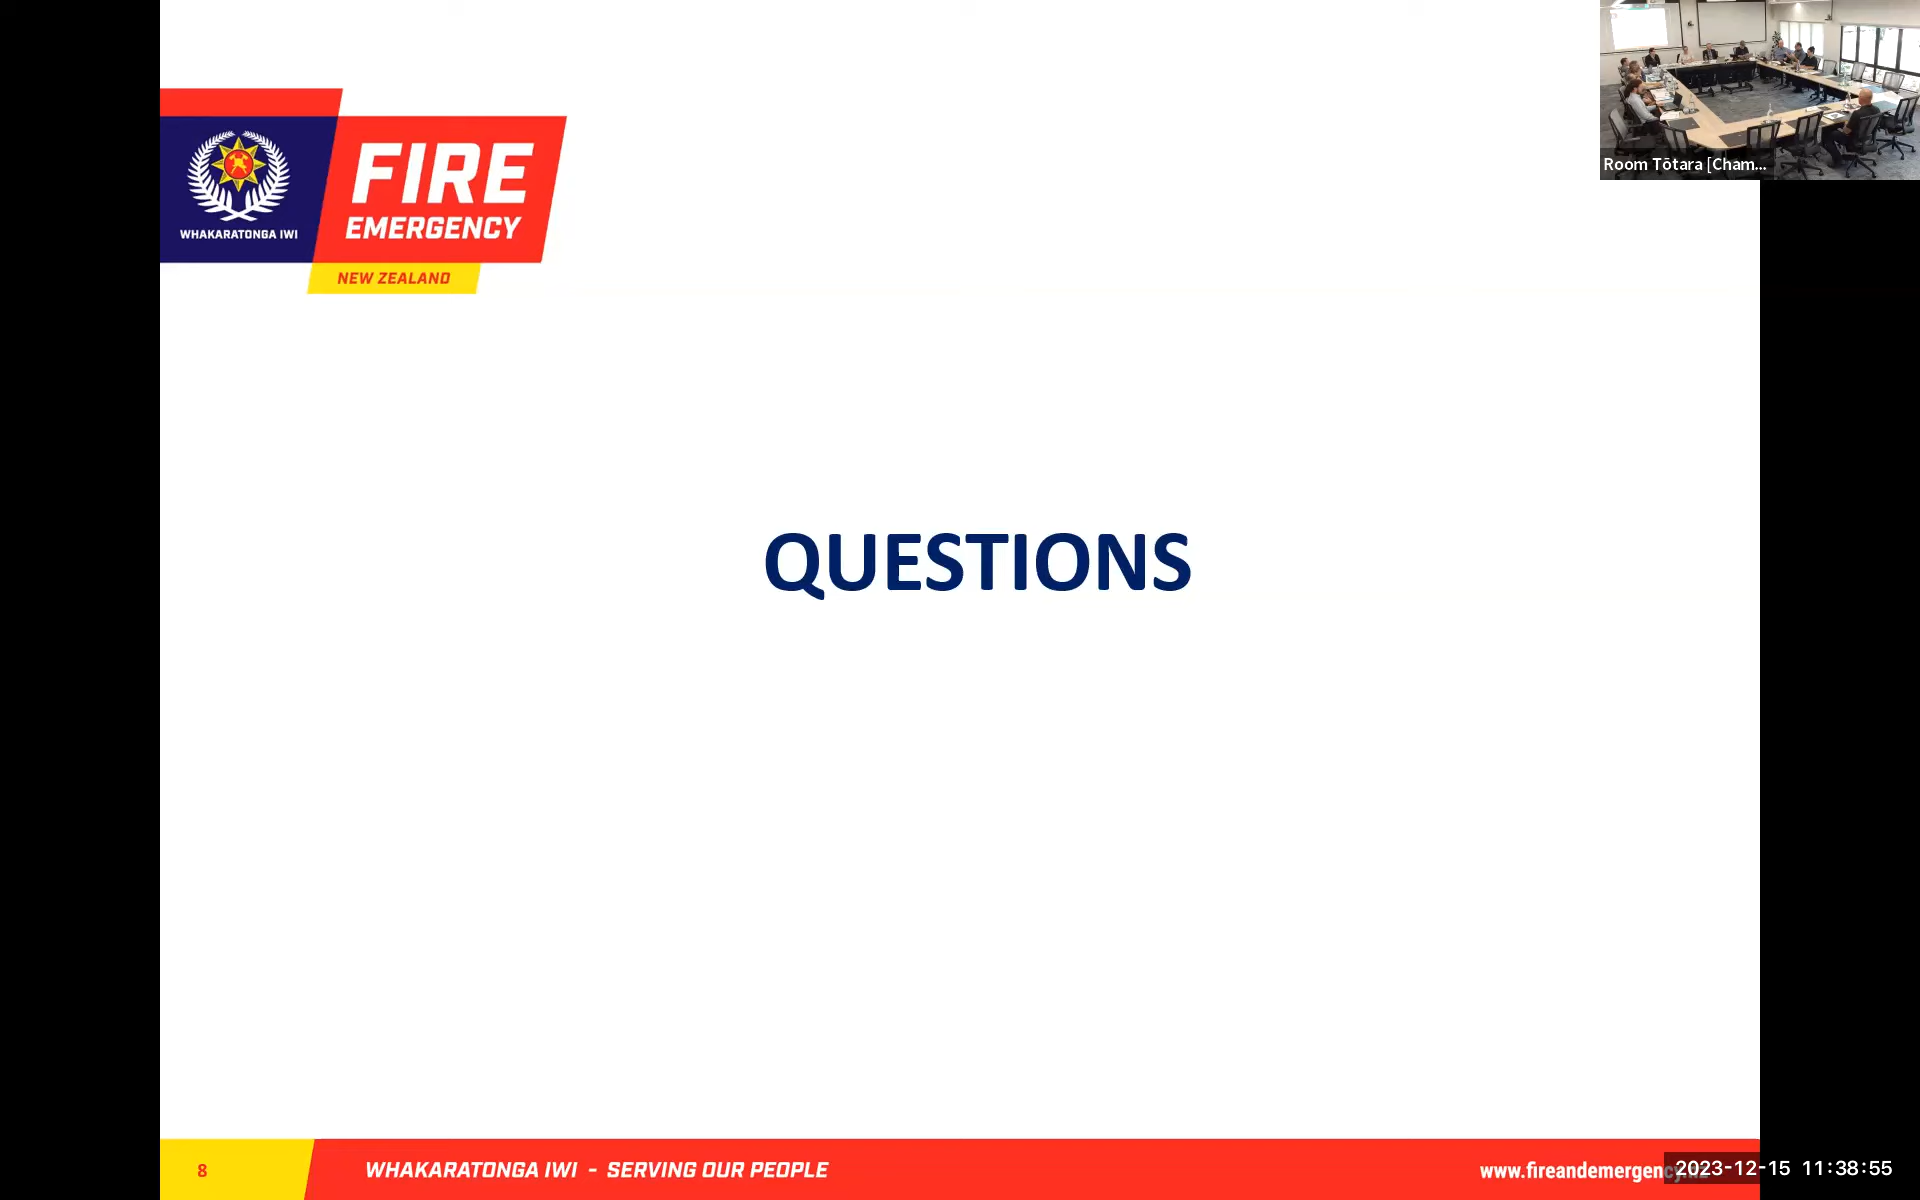 Room Tōtara [Cham...
FIRE
EMERGENCY
WHAKARATONGA IWI
NEW ZEALAND
QUESTIONS
8
WHAKARATONGA IWI - SERVING OUR PEOPLE
www.fireandemergenc
2023-12-15 11:38:55